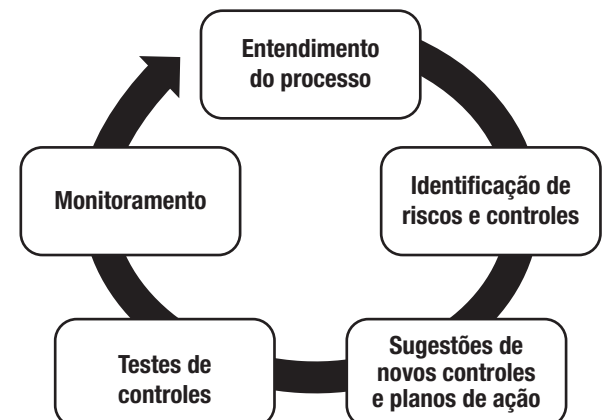 Entendimento
do processo
Identificação de
riscos e controles
Sugestões de
novos controles
e planos de ação
Testes de
controles
Monitoramento